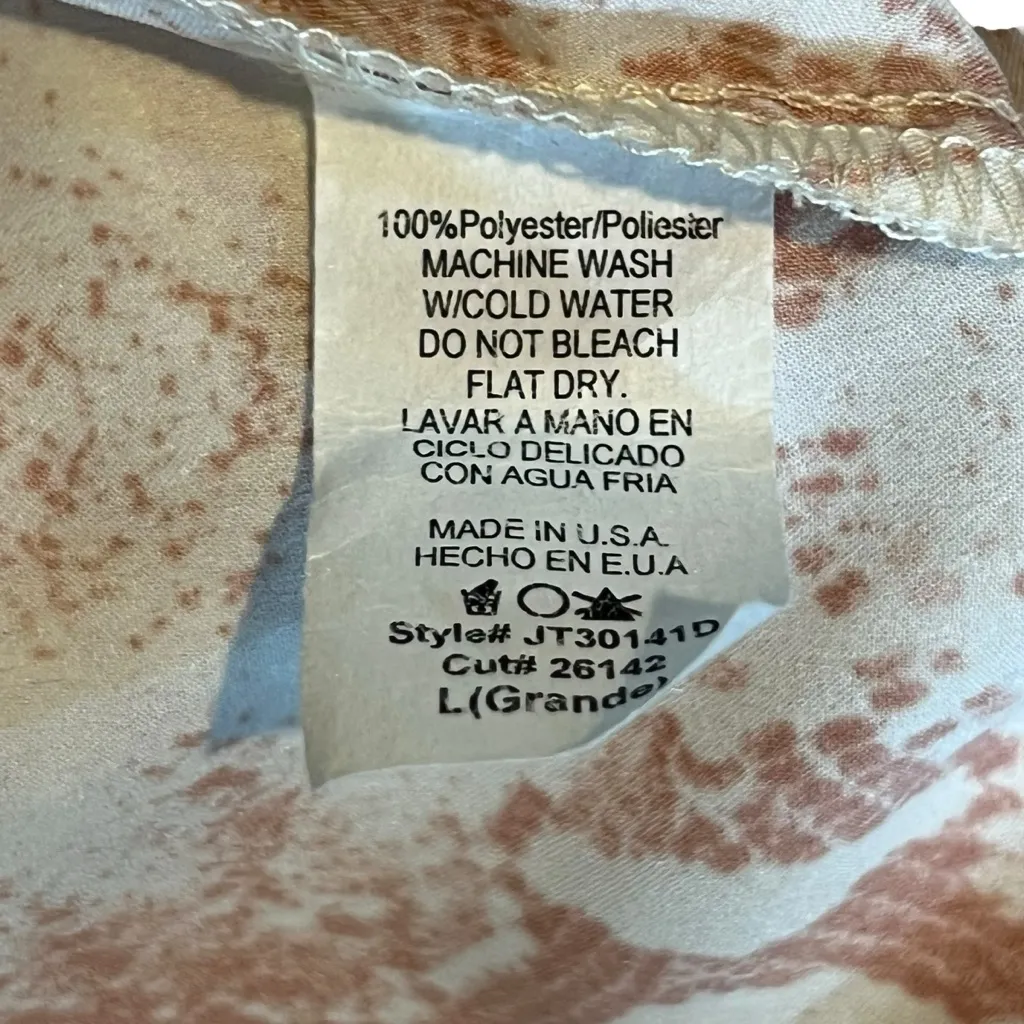 100%Polyester/Poliester
MACHINE WASH
W/COLD WATER
DO NOT BLEACH
FLAT DRY.
LAVAR A MANO EN
CICLO DELICADO
CON AGUA FRIA
MADE IN U.S.A.
HECHO EN E.U.A
Style# JT30141D
Cut# 26142
L(Grande)